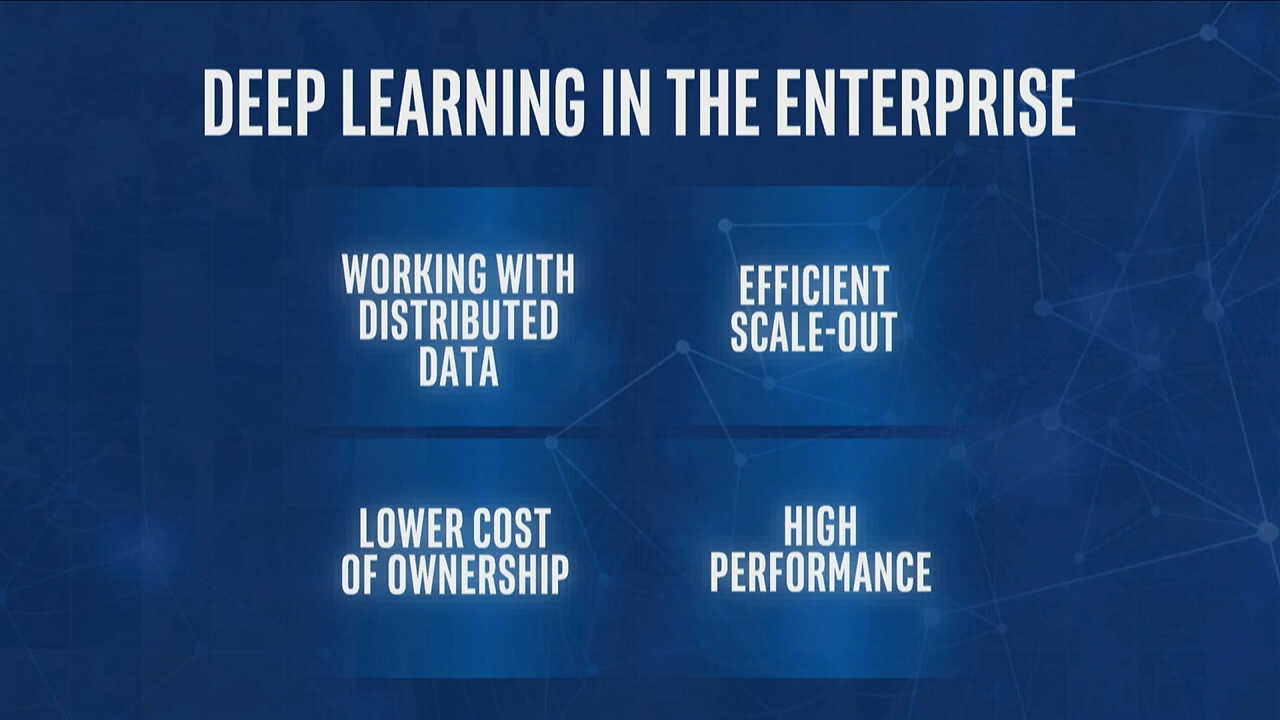 DEEP LEARNING IN THE ENTERPRISE
WORKING WITH
DISTRIBUTED
DATA
EFFICIENT
SCALE-OUT
LOWER COST
OF OWNERSHIP
HIGH
PERFORMANCE